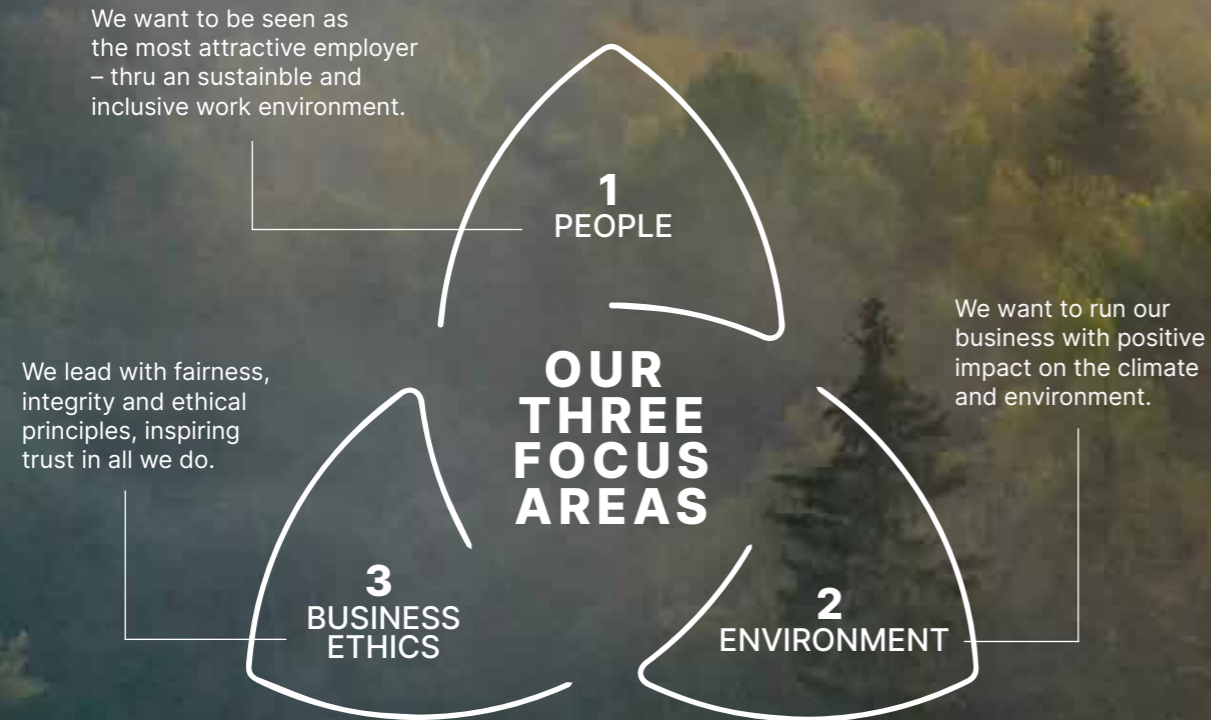 We want to be seen as
the most attractive employer
– thru an sustainble and
inclusive work environment.
1
PEOPLE
OUR
THREE
FOCUS
AREAS
We want to run our
business with positive
impact on the climate
and environment.
2
ENVIRONMENT
We lead with fairness,
integrity and ethical
principles, inspiring
trust in all we do.
3
BUSINESS
ETHICS